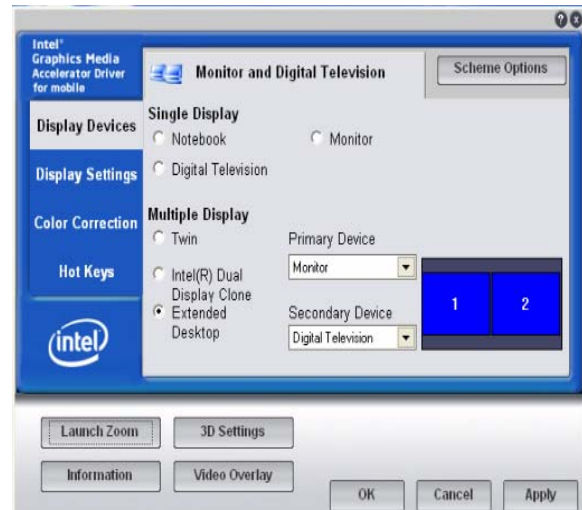 Intel®
Graphics Media
Accelerator Driver
for mobile
Monitor and Digital Television
Scheme Options
Display Devices
Display Settings
Color Correction
Hot Keys
intel
Single Display
Notebook
Monitor
Digital Television
Multiple Display
Twin
Intel(R) Dual
Display Clone
Extended
Desktop
Primary Device
Monitor
Secondary Device
Digital Television
1 2
Launch Zoom
3D Settings
Information
Video Overlay
OK
Cancel
Apply